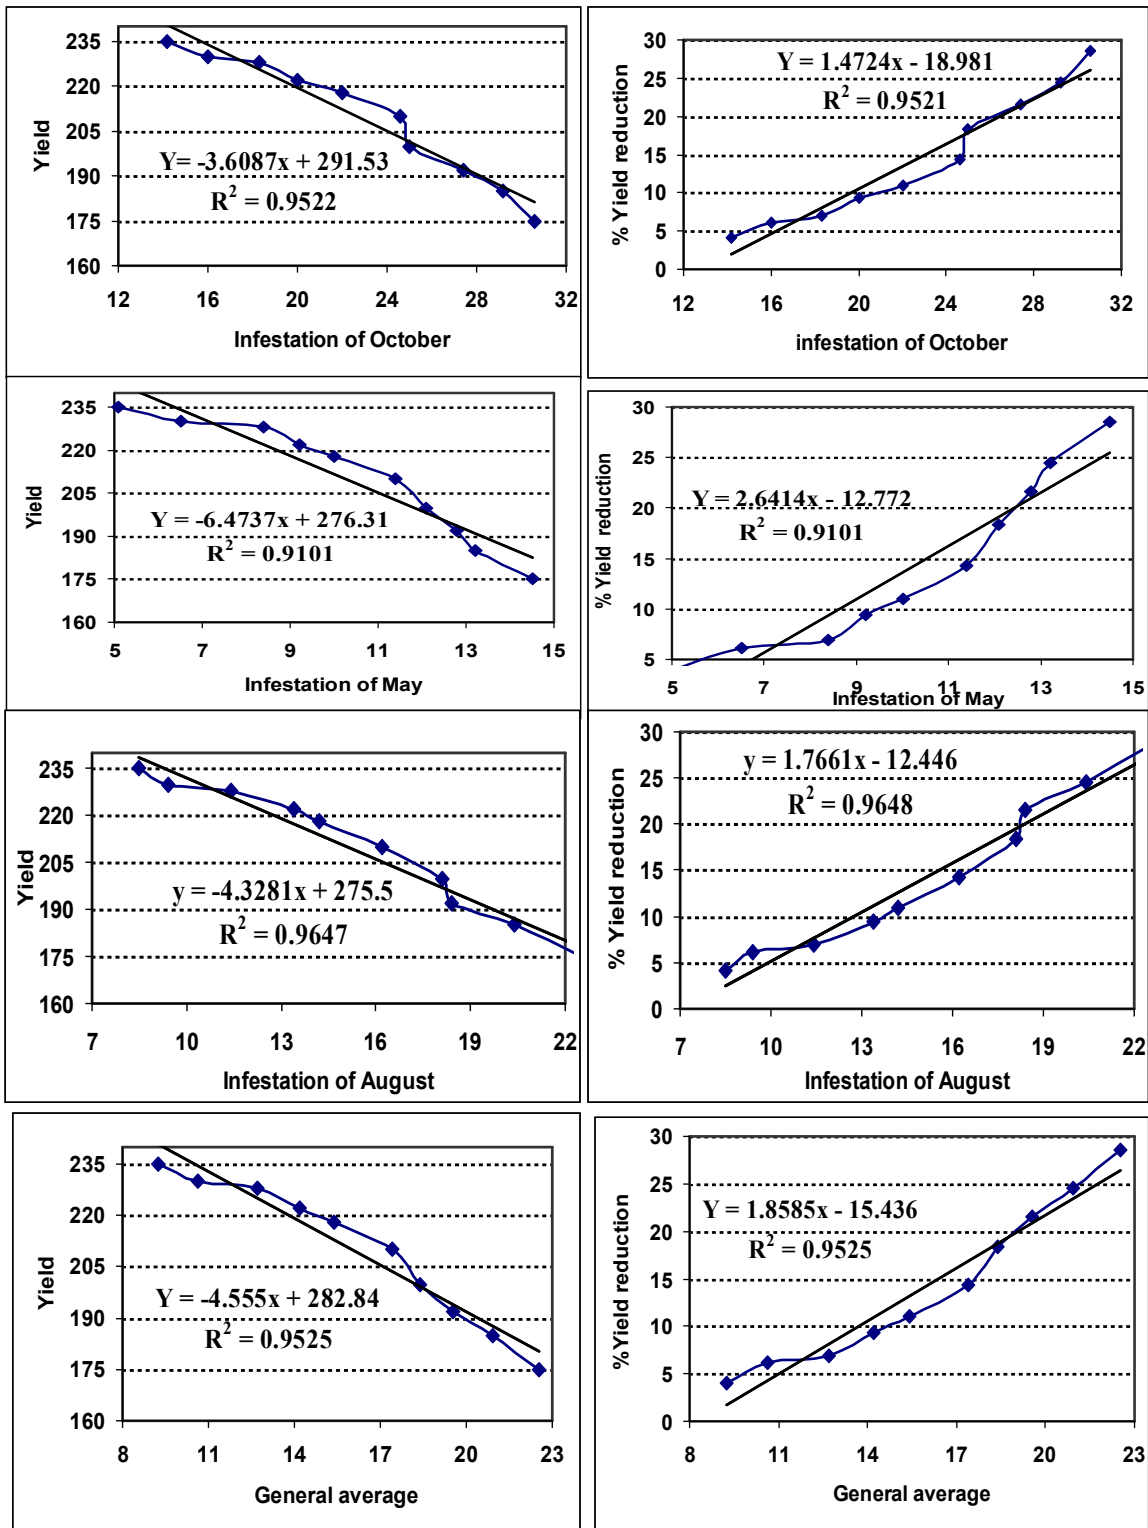 235
220
205
190
175
160
Yield
Y= -3.6087x + 291.53
R² = 0.9522
12 16 20 24 28 32
Infestation of October
30
25
20
15
10
5
0
% Yield reduction
Y = 1.4724x - 18.981
R² = 0.9521
12 16 20 24 28 32
infestation of October
235
220
205
190
175
160
Yield
Y = -6.4737x + 276.31
R² = 0.9101
5 7 9 11 13 15
Infestation of May
30
25
20
15
10
5
% Yield reduction
Y = 2.6414x - 12.772
R² = 0.9101
5 7 9 11 13 15
Infestation of May
235
220
205
190
175
160
Yield
y = -4.3281x + 275.5
R² = 0.9647
7 10 13 16 19 22
Infestation of August
30
25
20
15
10
5
0
% Yield reduction
y = 1.7661x - 12.446
R² = 0.9648
7 10 13 16 19 22
Infestation of August
235
220
205
190
175
160
Yield
Y = -4.555x + 282.84
R² = 0.9525
8 11 14 17 20 23
General average
30
25
20
15
10
5
0
%Yield reduction
Y = 1.8585x - 15.436
R² = 0.9525
8 11 14 17 20 23
General average